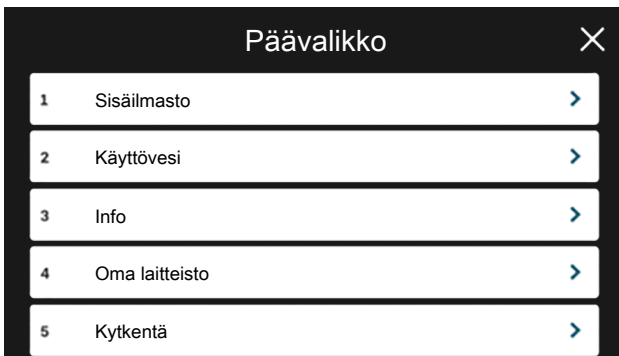 Päävalikko
1 Sisäilmasto
2 Käyttövesi
3 Info
4 Oma laitteisto
5 Kytkentä